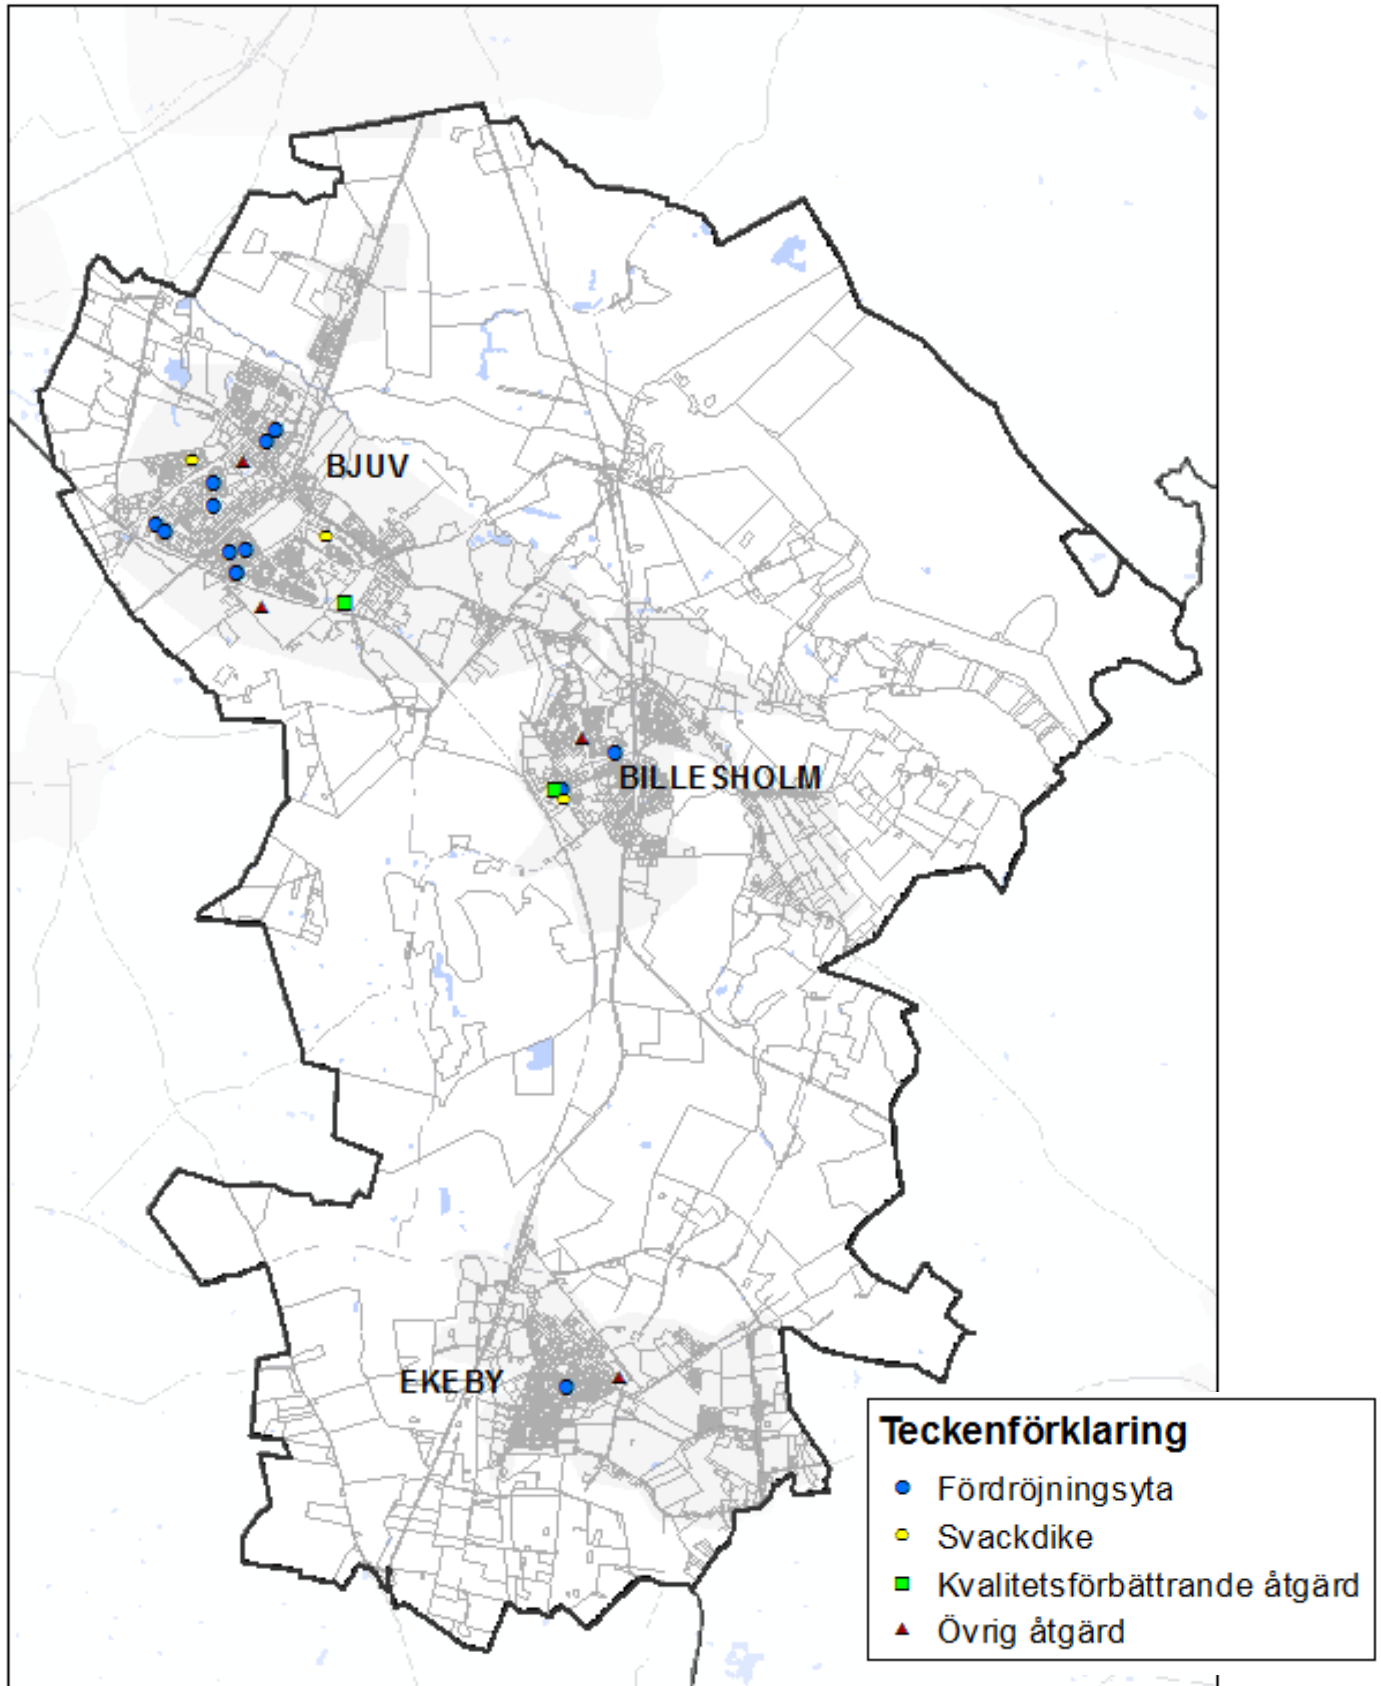 BJUV
BILLESHOLM
EKEBY
Teckenförklaring
Fördröjningsyta
Svackdike
Kvalitetsförbättrande åtgärd
Övrig åtgärd